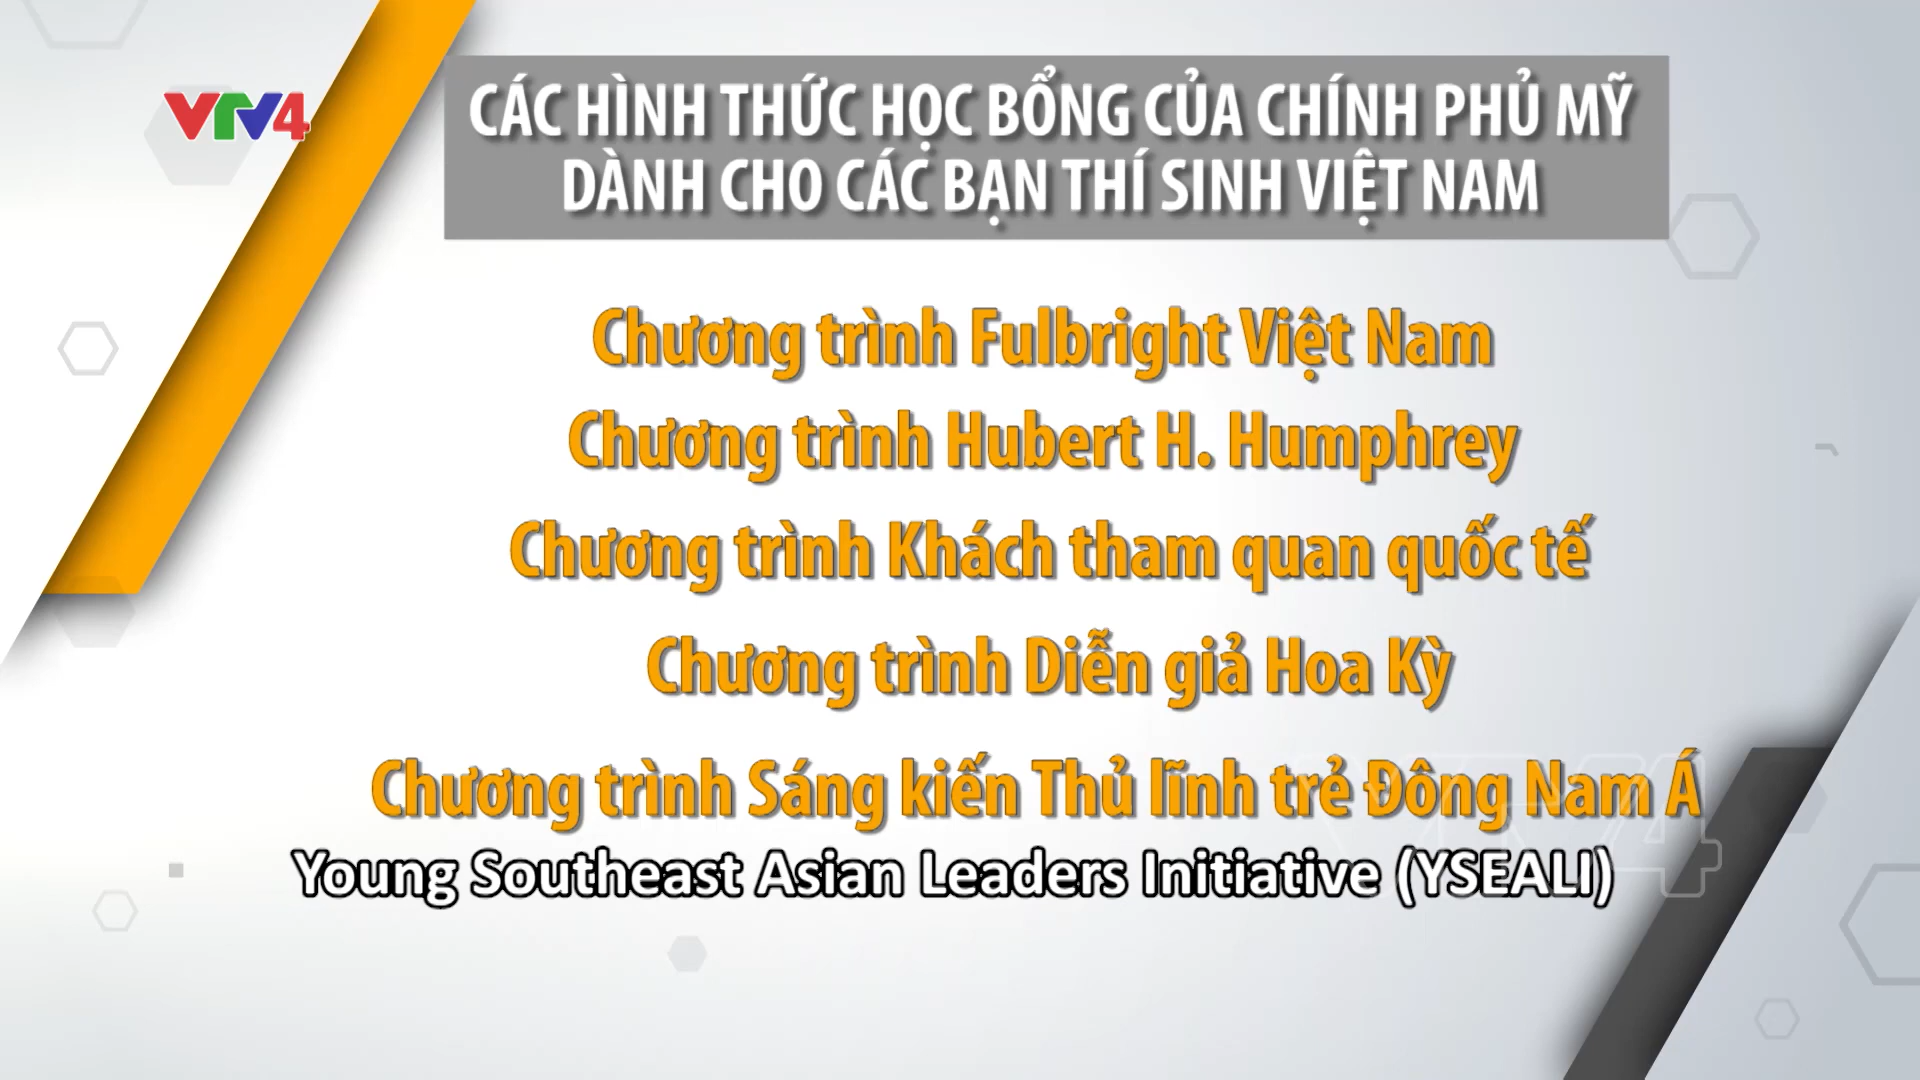 VTV4
CÁC HÌNH THỨC HỌC BỔNG CỦA CHÍNH PHỦ MỸ
DÀNH CHO CÁC BẠN THÍ SINH VIỆT NAM
Chương trình Fulbright Việt Nam
Chương trình Hubert H. Humphrey
Chương trình Khách tham quan quốc tế
Chương trình Diễn giả Hoa Kỳ
Chương trình Sáng kiến Thủ lĩnh trẻ Đông Nam Á
Young Southeast Asian Leaders Initiative (YSEALI)
VTV4